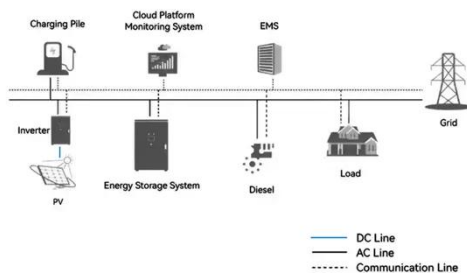 Charging Pile
Cloud Platform
Monitoring System
EMS
Grid
Inverter
PV
Energy Storage System
Diesel
Load
DC Line
AC Line
Communication Line